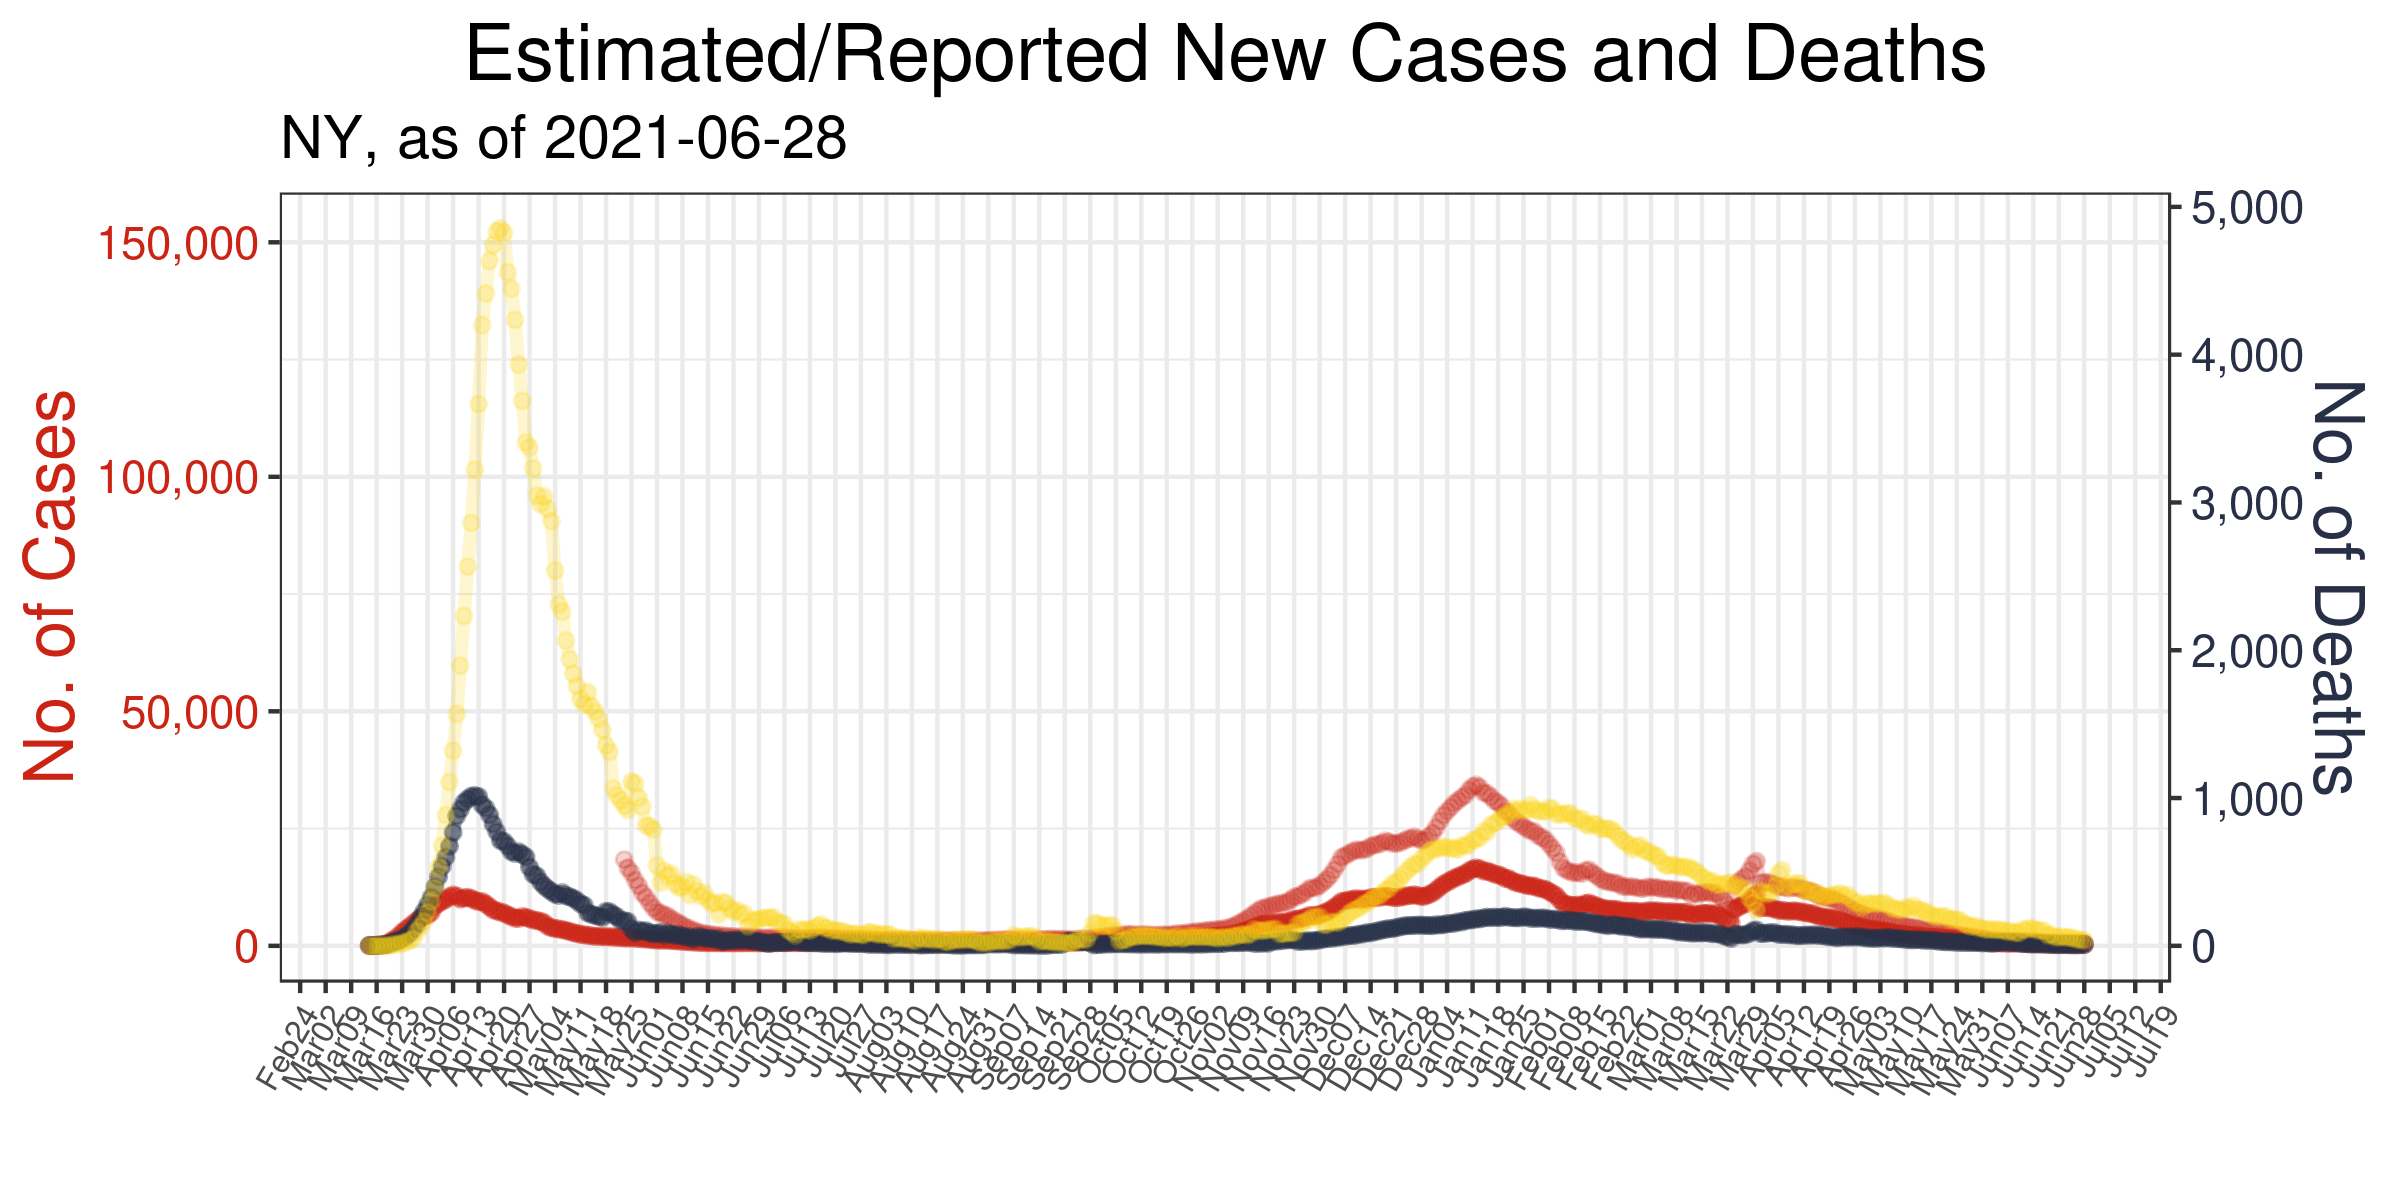 Estimated/Reported New Cases and Deaths
NY, as of 2021-06-28
No. of Cases
150,000
100,000
50,000
0
5,000
4,000
3,000
2,000
1,000
0
No. of Deaths
Feb24
Mar02
Mar09
Mar16
Mar23
Mar30
Apr06
Apr13
Apr20
Apr27
May04
May11
May18
May25
Jun01
Jun08
Jun15
Jun22
Jun29
Jul06
Jul13
Jul20
Jul27
Aug03
Aug10
Aug17
Aug24
Aug31
Sep07
Sep14
Sep21
Sep28
Oct05
Oct12
Oct19
Oct26
Nov02
Nov09
Nov16
Nov23
Nov30
Dec07
Dec14
Dec21
Dec28
Jan04
Jan11
Jan18
Jan25
Feb01
Feb08
Feb15
Feb22
Mar01
Mar08
Mar15
Mar22
Mar29
Apr05
Apr12
Apr19
Apr26
May03
May10
May17
May24
May31
Jun07
Jun14
Jun21
Jun28
Jul05
Jul12
Jul19